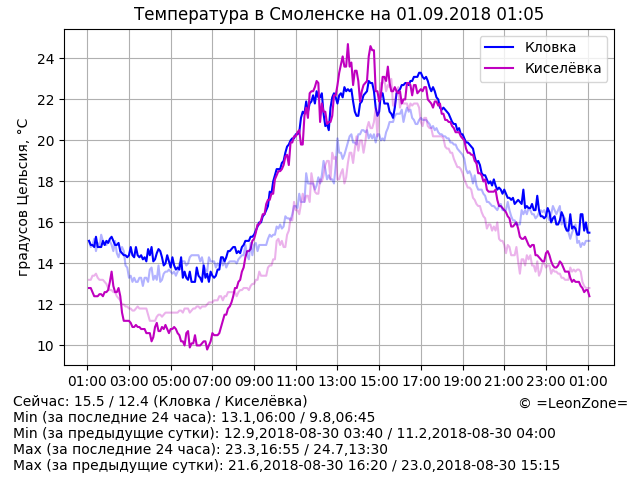 Температура в Смоленске на 01.09.2018 01:05
Кловка
Киселёвка
градусов Цельсия, °C
24
22
20
18
16
14
12
10
01:00 03:00 05:00 07:00 09:00 11:00 13:00 15:00 17:00 19:00 21:00 23:00 01:00
Сейчас: 15.5 / 12.4 (Кловка / Киселёвка)
© =LeonZone=
Min (за последние 24 часа): 13.1,06:00 / 9.8,06:45
Min (за предыдущие сутки): 12.9,2018-08-30 03:40 / 11.2,2018-08-30 04:00
Max (за последние 24 часа): 23.3,16:55 / 24.7,13:30
Max (за предыдущие сутки): 21.6,2018-08-30 16:20 / 23.0,2018-08-30 15:15